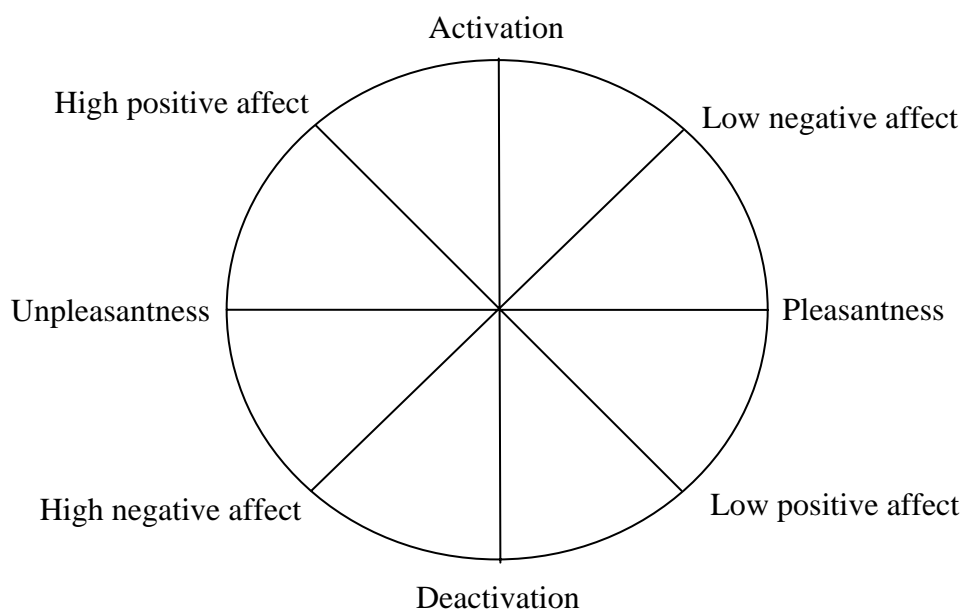 Activation
High positive affect
Low negative affect
Unpleasantness
Pleasantness
High negative affect
Low positive affect
Deactivation